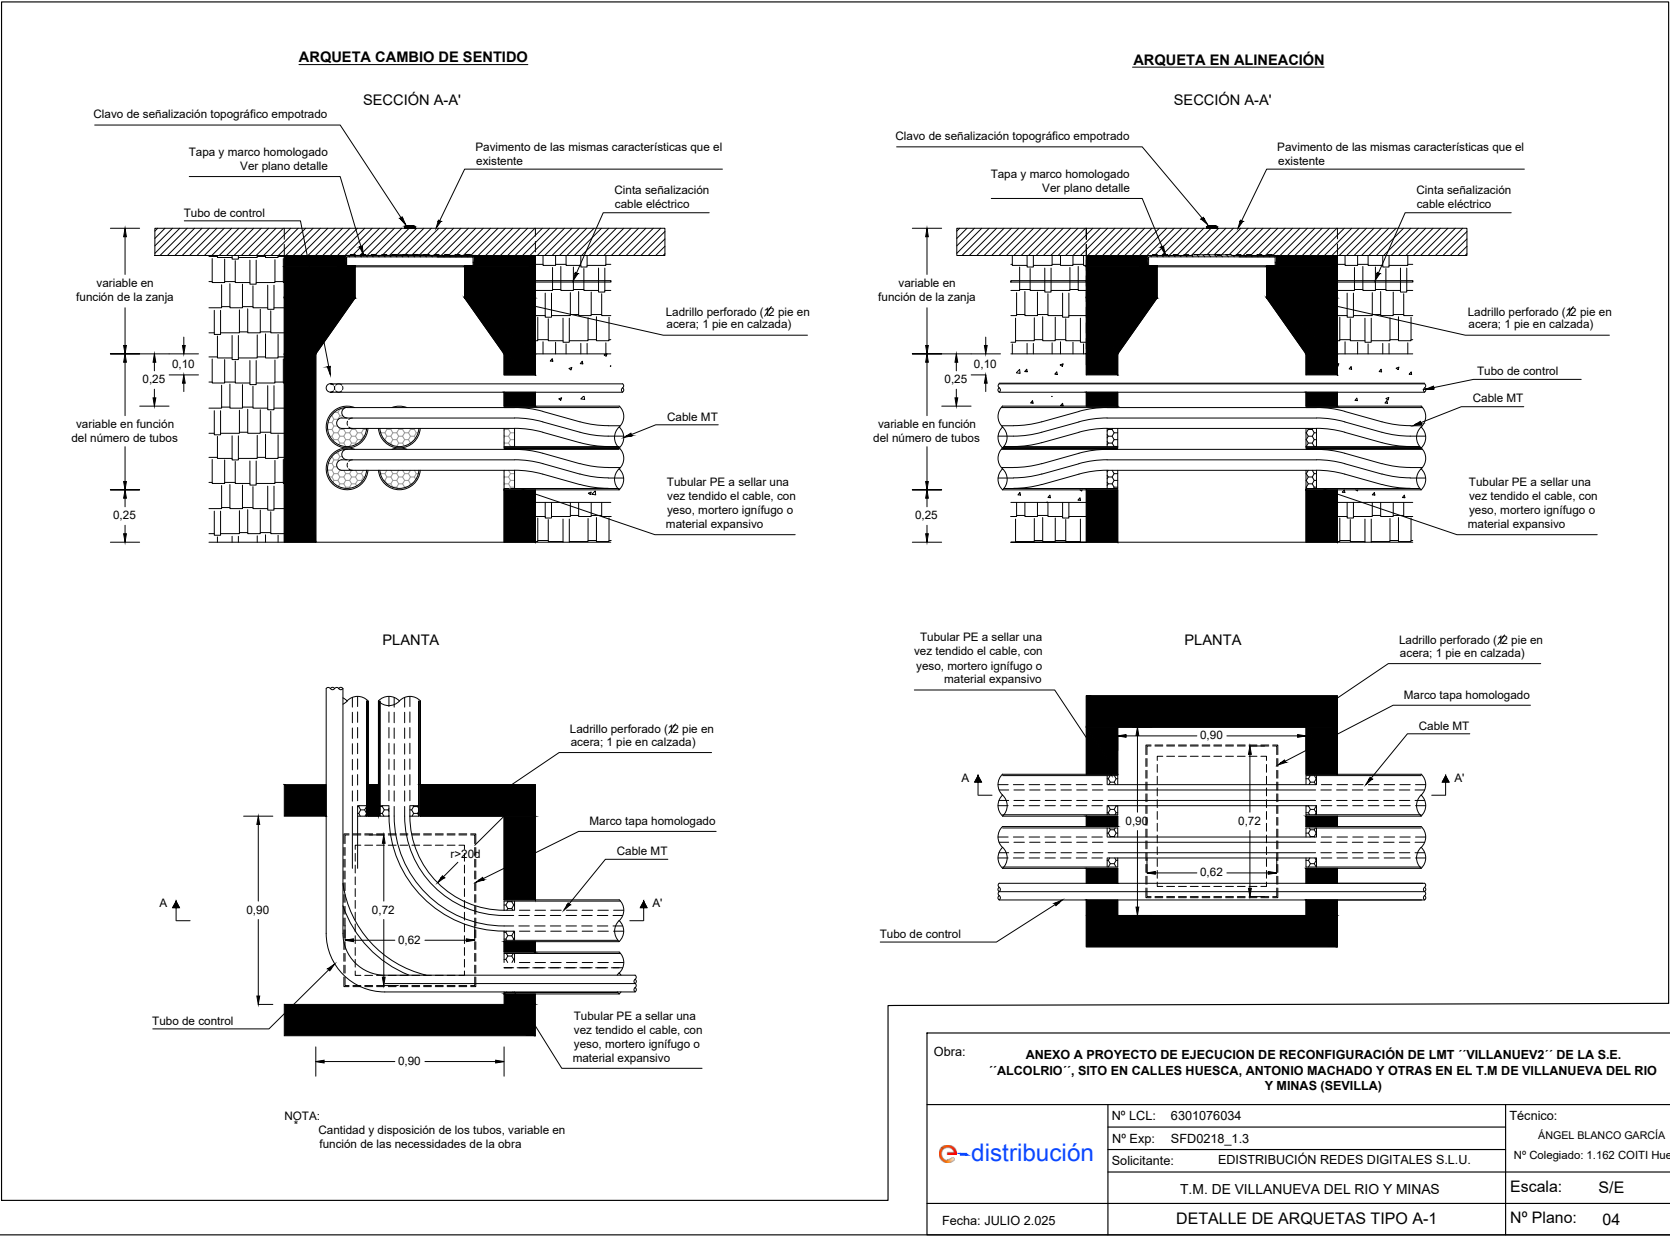 ARQUETA CAMBIO DE SENTIDO
SECCIÓN A-A'
Clavo de señalización topográfico empotrado
Tapa y marco homologado
Ver plano detalle
Tubo de control
Pavimento de las mismas características que el
existente
Cinta señalización
cable eléctrico
variable en
función de la zanja
Ladrillo perforado (1/2 pie en
acera; 1 pie en calzada)
0,10
0,25
variable en función
del número de tubos
Cable MT
0,25
Tubular PE a sellar una
vez tendido el cable, con
yeso, mortero ignífugo o
material expansivo
ARQUETA EN ALINEACIÓN
SECCIÓN A-A'
Clavo de señalización topográfico empotrado
Tapa y marco homologado
Ver plano detalle
Pavimento de las mismas características que el
existente
Cinta señalización
cable eléctrico
variable en
función de la zanja
Ladrillo perforado (1/2 pie en
acera; 1 pie en calzada)
0,10
0,25
Tubo de control
Cable MT
variable en función
del número de tubos
0,25
Tubular PE a sellar una
vez tendido el cable, con
yeso, mortero ignífugo o
material expansivo
PLANTA
Ladrillo perforado (1/2 pie en
acera; 1 pie en calzada)
Marco tapa homologado
r>20d
Cable MT
A
A'
0,90
0,72
0,62
Tubo de control
0,90
Tubular PE a sellar una
vez tendido el cable, con
yeso, mortero ignífugo o
material expansivo
NOTA:
* Cantidad y disposición de los tubos, variable en
función de las necessidades de la obra
PLANTA
Tubular PE a sellar una
vez tendido el cable, con
yeso, mortero ignífugo o
material expansivo
Ladrillo perforado (1/2 pie en
acera; 1 pie en calzada)
Marco tapa homologado
Cable MT
0,90
A
A'
0,90
0,72
0,62
Tubo de control
Obra:
ANEXO A PROYECTO DE EJECUCION DE RECONFIGURACIÓN DE LMT ´´VILLANUEV2´´ DE LA S.E.
´´ALCOLRIO´´, SITO EN CALLES HUESCA, ANTONIO MACHADO Y OTRAS EN EL T.M DE VILLANUEVA DEL RIO
Y MINAS (SEVILLA)
e-distribución
Nº LCL: 6301076034
Nº Exp: SFD0218_1.3
Solicitante: EDISTRIBUCIÓN REDES DIGITALES S.L.U.
T.M. DE VILLANUEVA DEL RIO Y MINAS
Técnico:
ÁNGEL BLANCO GARCÍA
Nº Colegiado: 1.162 COITI Hue
Escala: S/E
Fecha: JULIO 2.025
DETALLE DE ARQUETAS TIPO A-1
Nº Plano: 04